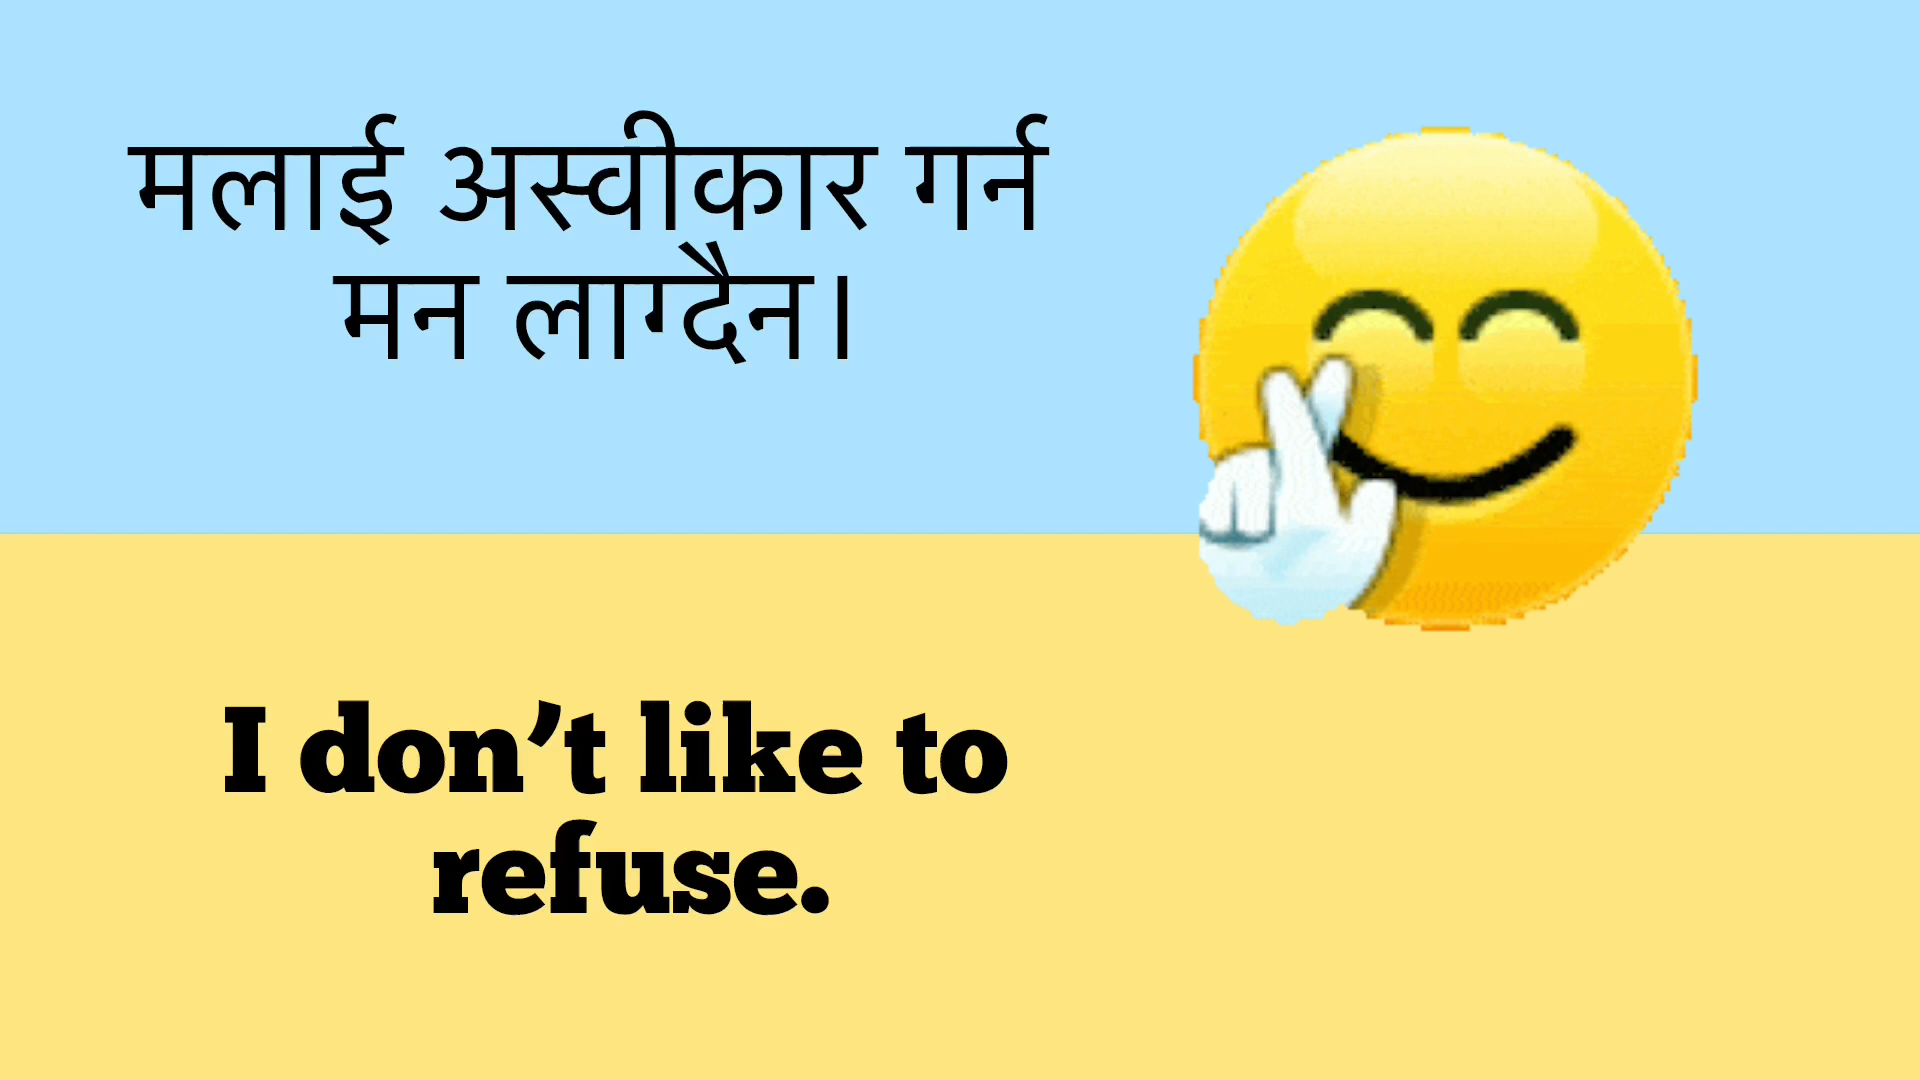 मलाई अस्वीकार गर्न
मन लाग्दैन।
I don’t like to
refuse.